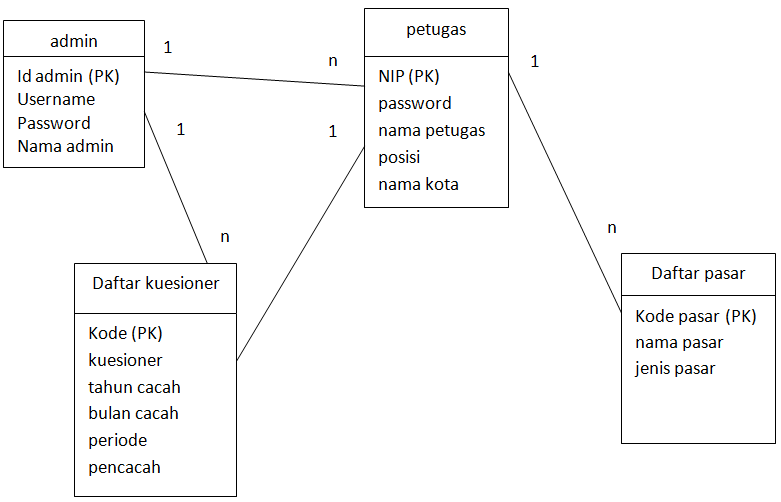 admin
Id admin (PK)
Username
Password
Nama admin
1
n
petugas
NIP (PK)
password
nama petugas
posisi
nama kota
1
n
1
1
n
Daftar kuesioner
Kode (PK)
kuesioner
tahun cacah
bulan cacah
periode
pencacah
Daftar pasar
Kode pasar (PK)
nama pasar
jenis pasar